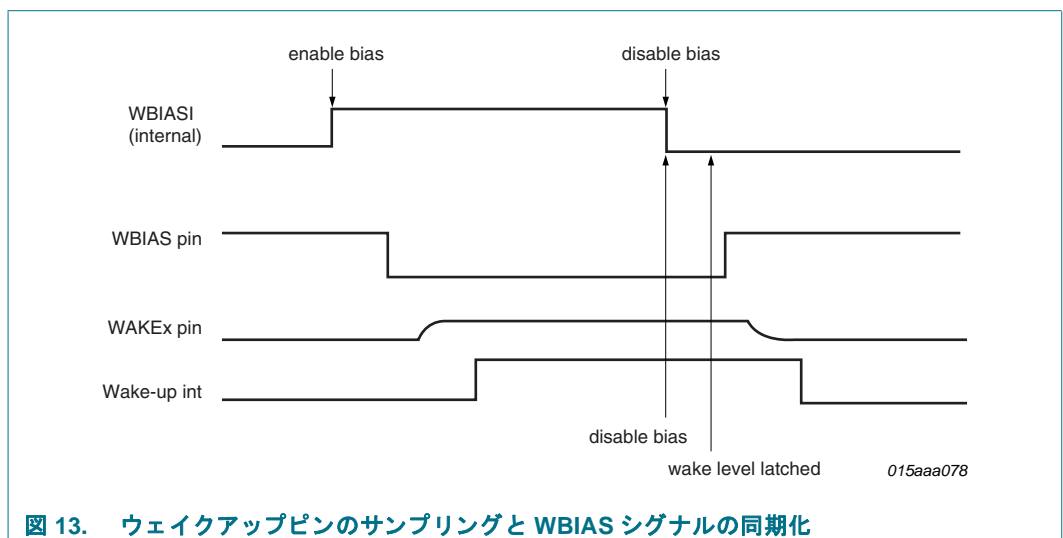 enable bias
disable bias
WBIASI
(internal)
WBIAS pin
WAKEx pin
Wake-up int
disable bias
wake level latched
015aaa078
図 13. ウェイクアップピンのサンプリングと WBIAS シグナルの同期化